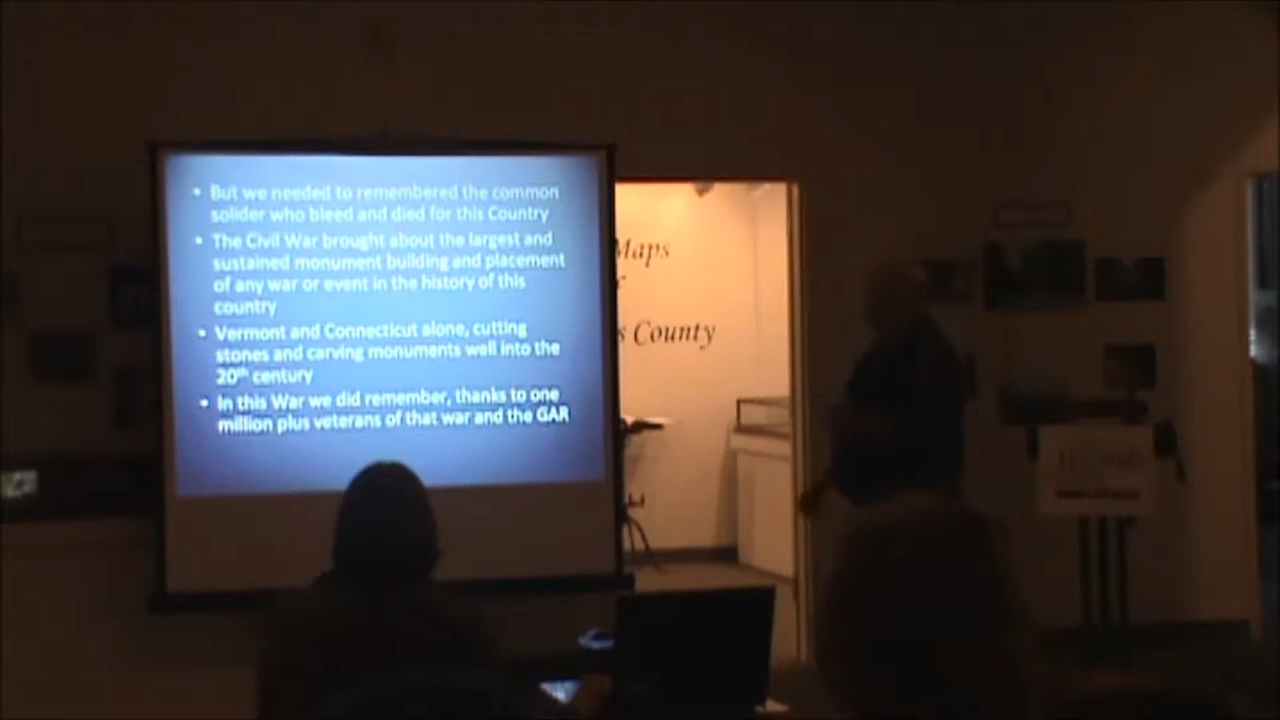 • But we needed to remembered the common
solider who bleed and died for this Country
• The Civil War brought about the largest and
sustained monument building and placement
of any war or event in the history of this
country
• Vermont and Connecticut alone, cutting
stones and carving monuments well into the
20th century
• In this War we did remember, thanks to one
million plus veterans of that war and the GAR
Maps
s County